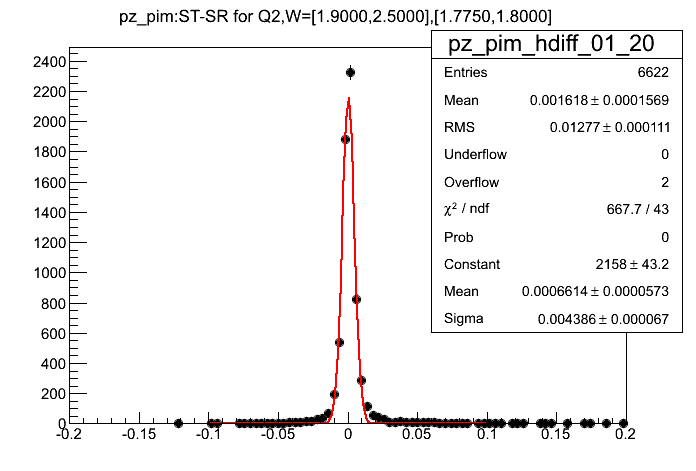 pz_pim:ST-SR for Q2,W=[1.9000,2.5000],[1.7750,1.8000]
pz_pim_hdiff_01_20
Entries 6622
Mean 0.001618 ± 0.0001569
RMS 0.01277 ± 0.000111
Underflow 0
Overflow 2
χ² / ndf 667.7 / 43
Prob 0
Constant 2158 ± 43.2
Mean 0.0006614 ± 0.0000573
Sigma 0.004386 ± 0.000067
2400
2200
2000
1800
1600
1400
1200
1000
800
600
400
200
0
-0.2 -0.15 -0.1 -0.05 0 0.05 0.1 0.15 0.2